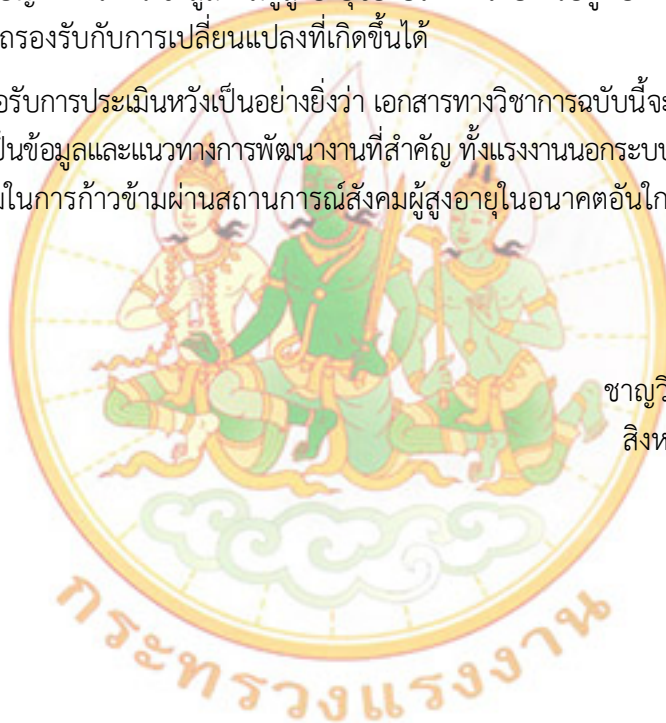 ถรองรับกับการเปลี่ยนแปลงที่เกิดขึ้นได้
อรับการประเมินหวังเป็นอย่างยิ่งว่า เอกสารทางวิชาการฉบับนี้จะ
ป็นข้อมูลและแนวทางการพัฒนางานที่สำคัญ ทั้งแรงงานนอกระบบ
มในการก้าวข้ามผ่านสถานการณ์สังคมผู้สูงอายุในอนาคตอันใก
ชาญวิ
สิงห
กระทรวงแรงงาน